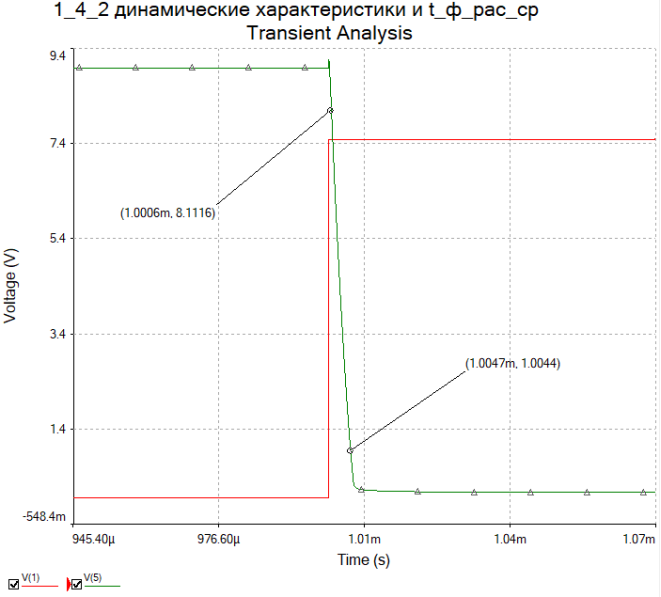 1_4_2 динамические характеристики и t_ф_рас_ср
Transient Analysis
9.4
7.4
5.4
3.4
1.4
-548.4m
Voltage (V)
(1.0006m, 8.1116)
(1.0047m, 1.0044)
945.40µ 976.60µ 1.01m 1.04m 1.07m
Time (s)
V(1) V(5)